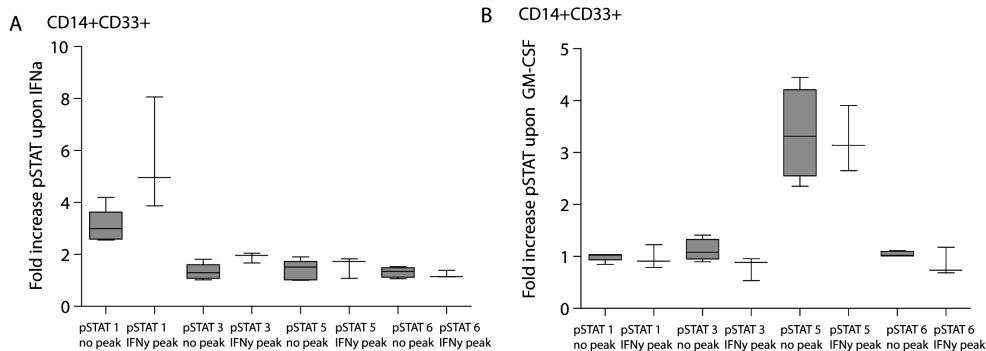 A
CD14+CD33+
Fold increase pSTAT upon IFNa
10
8
6
4
2
0
pSTAT 1 no peak
pSTAT 1 IFNy peak
pSTAT 3 no peak
pSTAT 3 IFNy peak
pSTAT 5 no peak
pSTAT 5 IFNy peak
pSTAT 6 no peak
pSTAT 6 IFNy peak
B
CD14+CD33+
Fold increase pSTAT upon GM-CSF
5
4
3
2
1
0
pSTAT 1 no peak
pSTAT 1 IFNy peak
pSTAT 3 no peak
pSTAT 3 IFNy peak
pSTAT 5 no peak
pSTAT 5 IFNy peak
pSTAT 6 no peak
pSTAT 6 IFNy peak